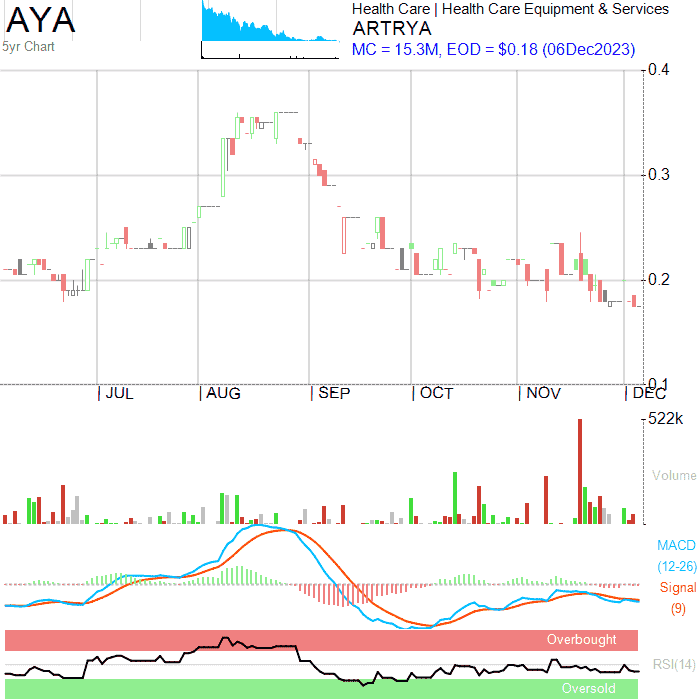 AYA
5yr Chart
Health Care | Health Care Equipment & Services
ARTRYA
MC = 15.3M, EOD = $0.18 (06Dec2023)
0.4
0.3
0.2
0.1
JUL
AUG
SEP
OCT
NOV
DEC
522k
Volume
MACD
(12-26)
Signal
(9)
Overbought
RSI(14)
Oversold